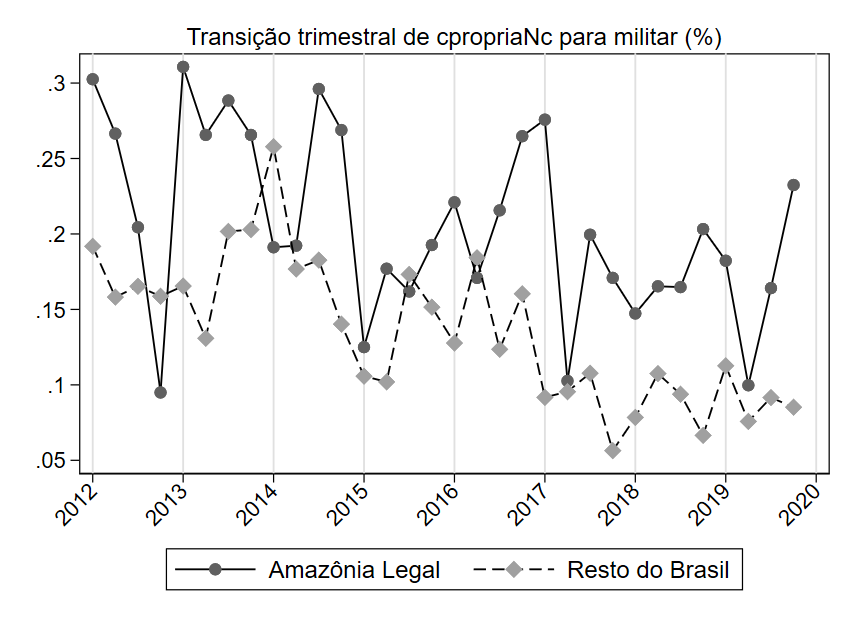 Transição trimestral de cpropriaNc para militar (%)
.3
.25
.2
.15
.1
.05
2012 2013 2014 2015 2016 2017 2018 2019 2020
Amazônia Legal Resto do Brasil